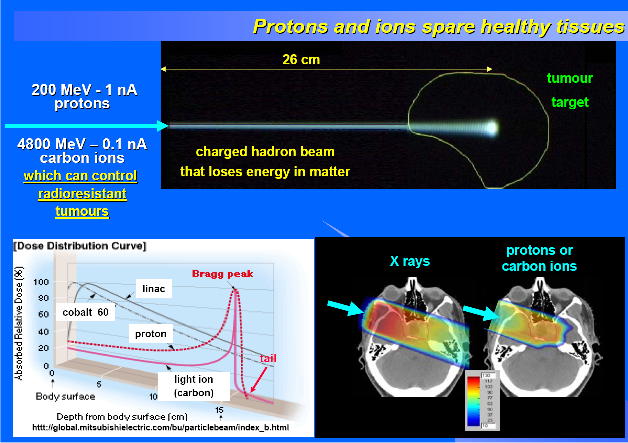 Protons and ions spare healthy tissues
26 cm
tumour
target
200 MeV - 1 nA
protons
4800 MeV – 0.1 nA
carbon ions
which can control
radioresistant
tumours
charged hadron beam
that loses energy in matter
[Dose Distribution Curve]
Absorbed Relative Dose [%]
100
90
60
40
20
0
Bragg peak
linac
cobalt 60
proton
tail
light ion
(carbon)
0
5
10
15
Body surface
Depth from body surface [cm]
http://global.mitsubishielectric.com/bu/particlebeam/index_b.html
X rays
protons or
carbon ions